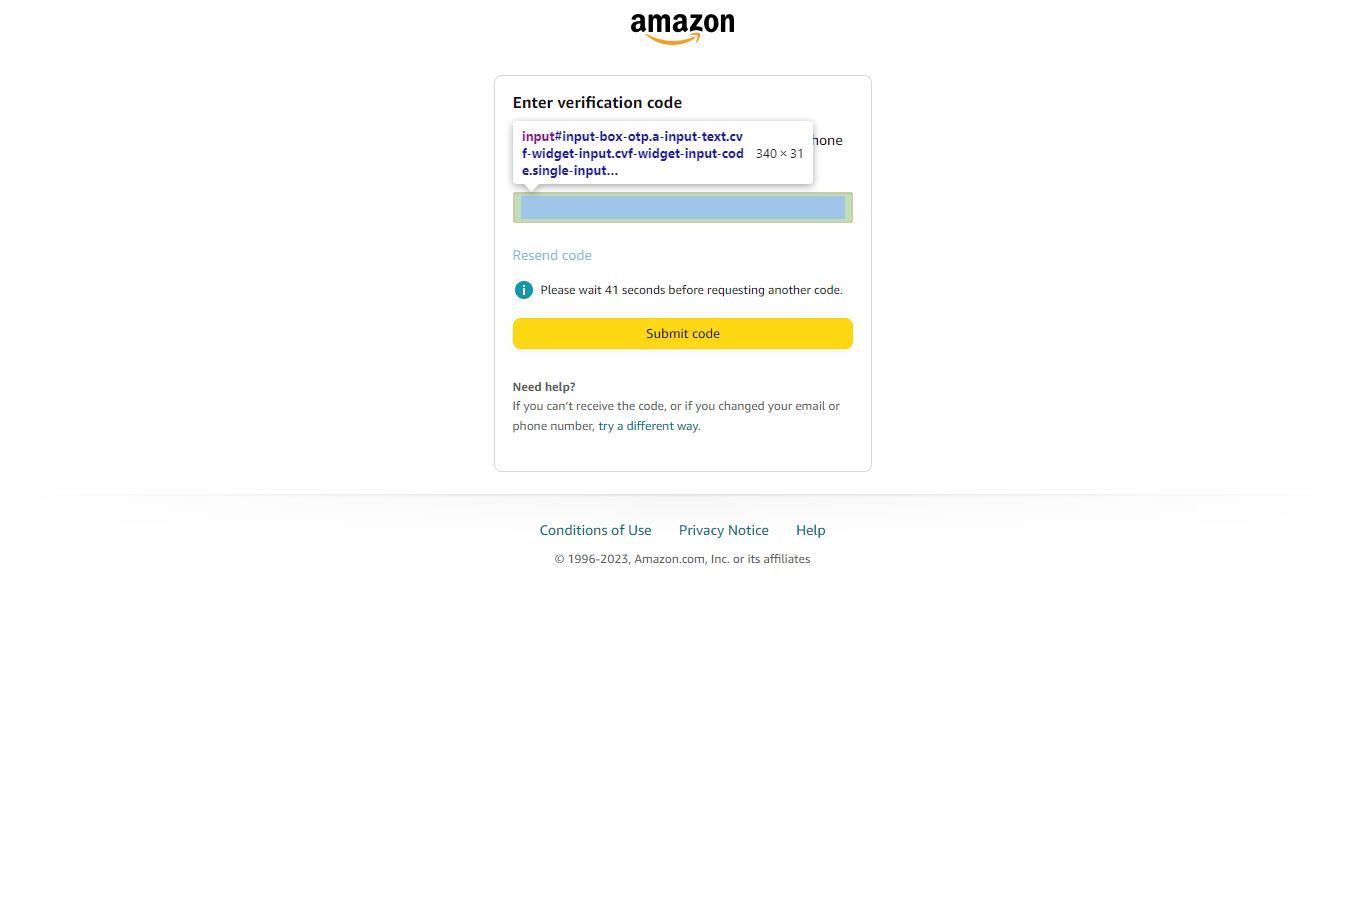 amazon
Enter verification code
input#input-box-otp.a-input-text.cv
f-widget-input.cvf-widget-input-cod
e.single-input...
340 × 31
hone
Resend code
i Please wait 41 seconds before requesting another code.
Submit code
Need help?
If you can't receive the code, or if you changed your email or
phone number, try a different way.
Conditions of Use Privacy Notice Help
© 1996-2023, Amazon.com, Inc. or its affiliates